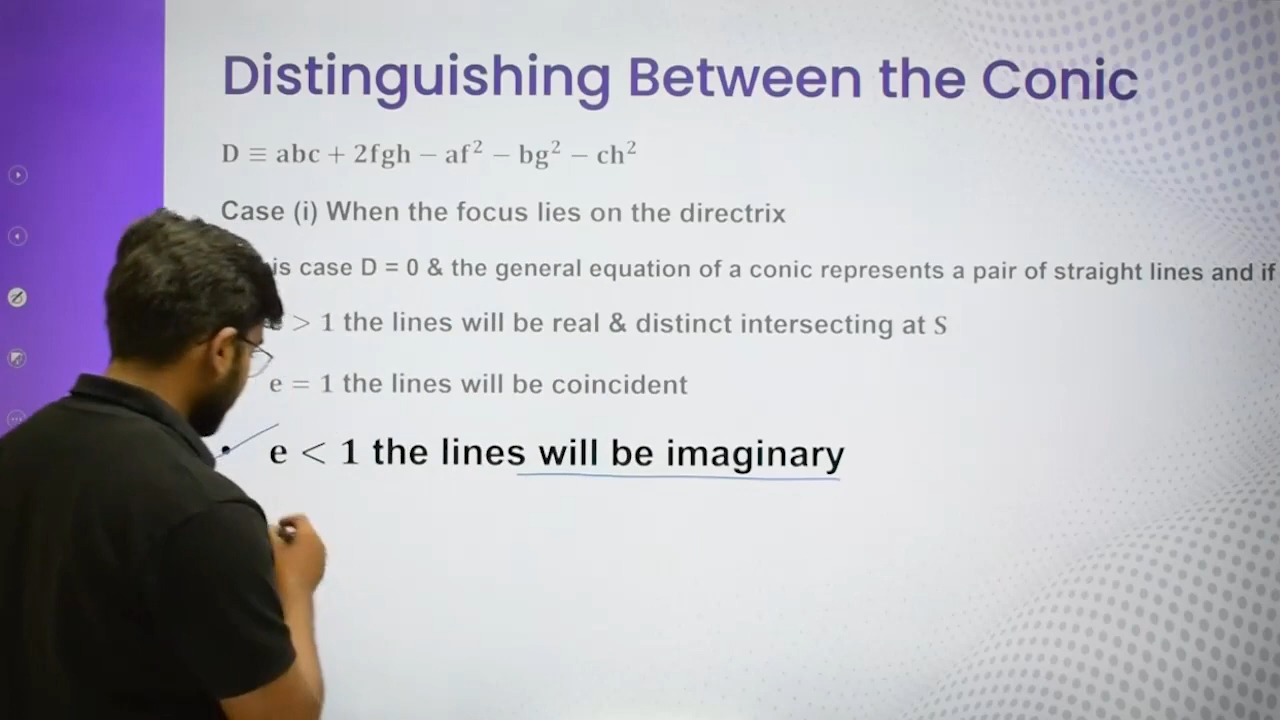 Distinguishing Between the Conic
D ≡ abc + 2fgh − af² − bg² − ch²
Case (i) When the focus lies on the directrix
case D = 0 & the general equation of a conic represents a pair of straight lines and if
> 1 the lines will be real & distinct intersecting at S
e = 1 the lines will be coincident
e < 1 the lines will be imaginary